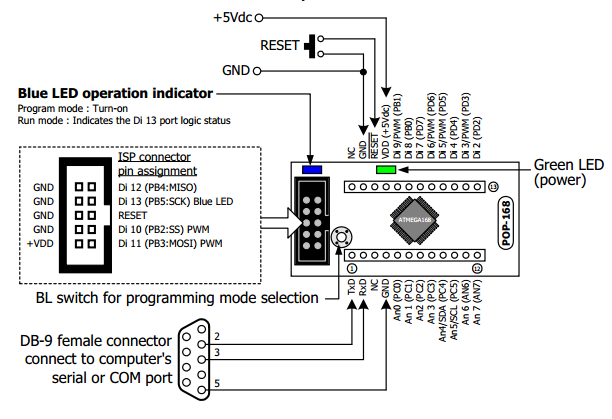 +5Vdc
RESET
GND
Blue LED operation indicator
Program mode : Turn-on
Run mode : Indicates the Di 13 port logic status
NC
GND
RESET
VDD (+5Vdc)
Di 9/PWM (PB1)
Di 8 (PB0)
Di 7 (PD7)
Di 6/PWM (PD6)
Di 5/PWM (PD5)
Di 4 (PD4)
Di 3/PWM (PD3)
Di 2 (PD2)
Green LED
(power)
ISP connector
pin assignment
GND Di 12 (PB4:MISO)
GND Di 13 (PB5:SCK) Blue LED
GND RESET
GND Di 10 (PB2:SS) PWM
+VDD Di 11 (PB3:MOSI) PWM
13
ATMEGA168
POP-168
1
12
BL switch for programming mode selection
TxD
RxD
NC
GND
An0 (PC0)
An 1 (PC1)
An2 (PC2)
An 3 (PC3)
An4/SDA (PC4)
An5/SCL (PC5)
An 6 (AN6)
An 7 (AN7)
DB-9 female connector
connect to computer's
serial or COM port
2
3
5